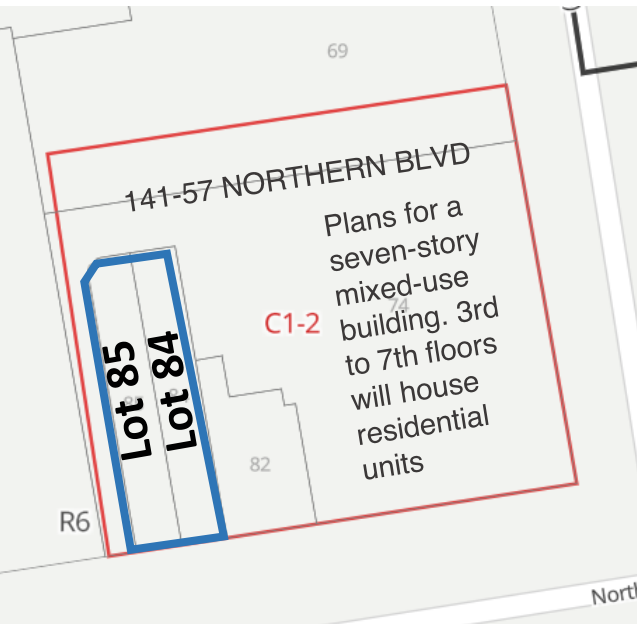 69
141-57 NORTHERN BLVD
Plans for a
seven-story
mixed-use
74
building. 3rd
to 7th floors
will house
residential
units
C1-2
Lot 85
Lot 84
82
R6
North